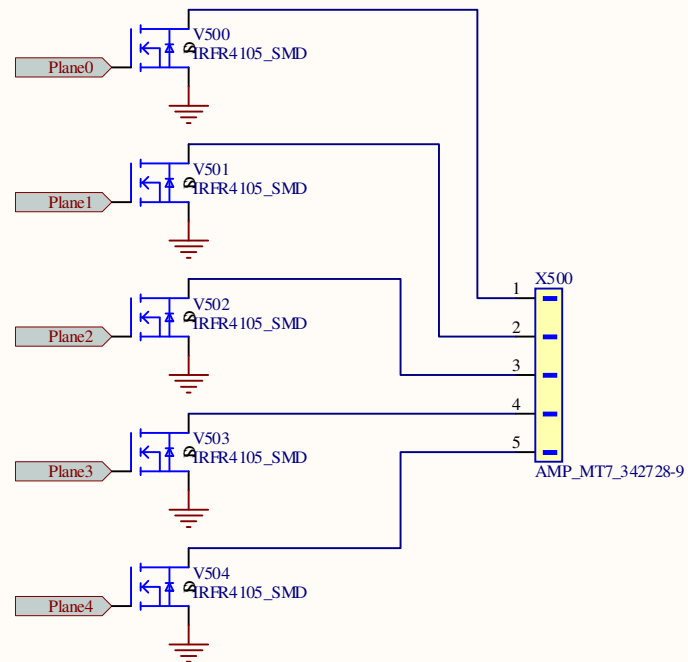 V500
IRFR4105_SMD
Plane0
V501
IRFR4105_SMD
Plane1
X500
1
V502
IRFR4105_SMD
2
Plane2
3
4
V503
IRFR4105_SMD
5
Plane3
AMP_MT7_342728-9
V504
IRFR4105_SMD
Plane4